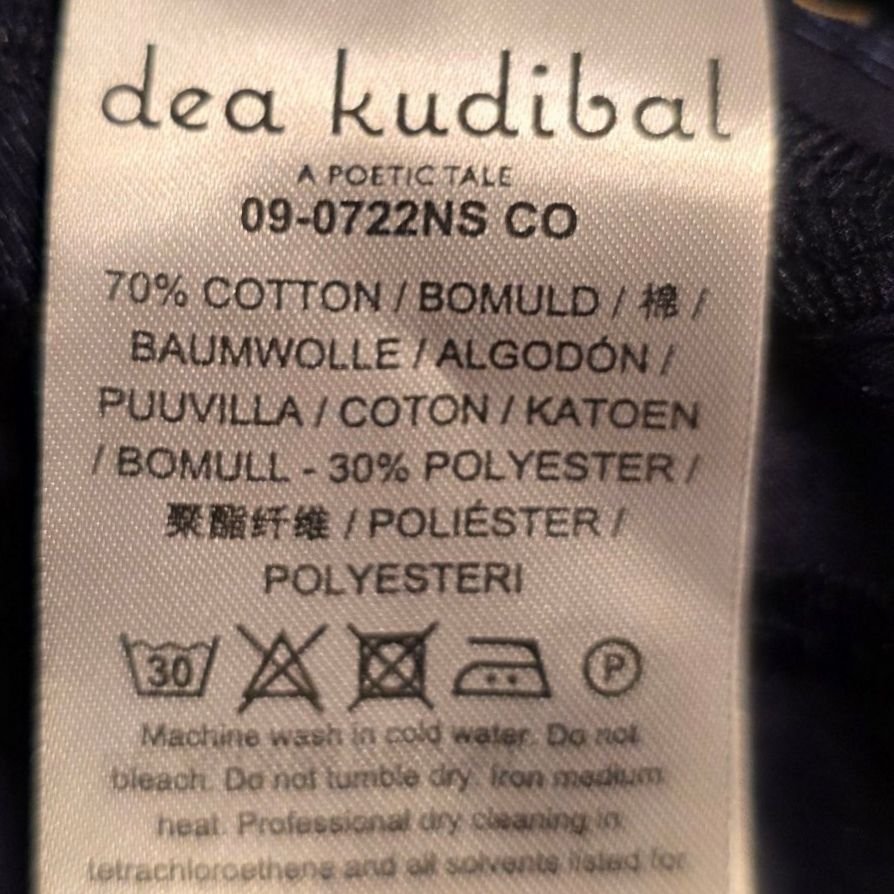 dea kudibal
A POETIC TALE
09-0722NS CO
70% COTTON / BOMULD / 棉 /
BAUMWOLLE / ALGODÓN /
PUUVILLA / COTON / KATOEN
/ BOMULL - 30% POLYESTER /
聚酯纤维 / POLIÉSTER /
POLYESTERI
30 P
Machine wash in cold water. Do not
bleach. Do not tumble dry. Iron medium
heat. Professional dry cleaning in
tetrachloroethene and all solvents listed for